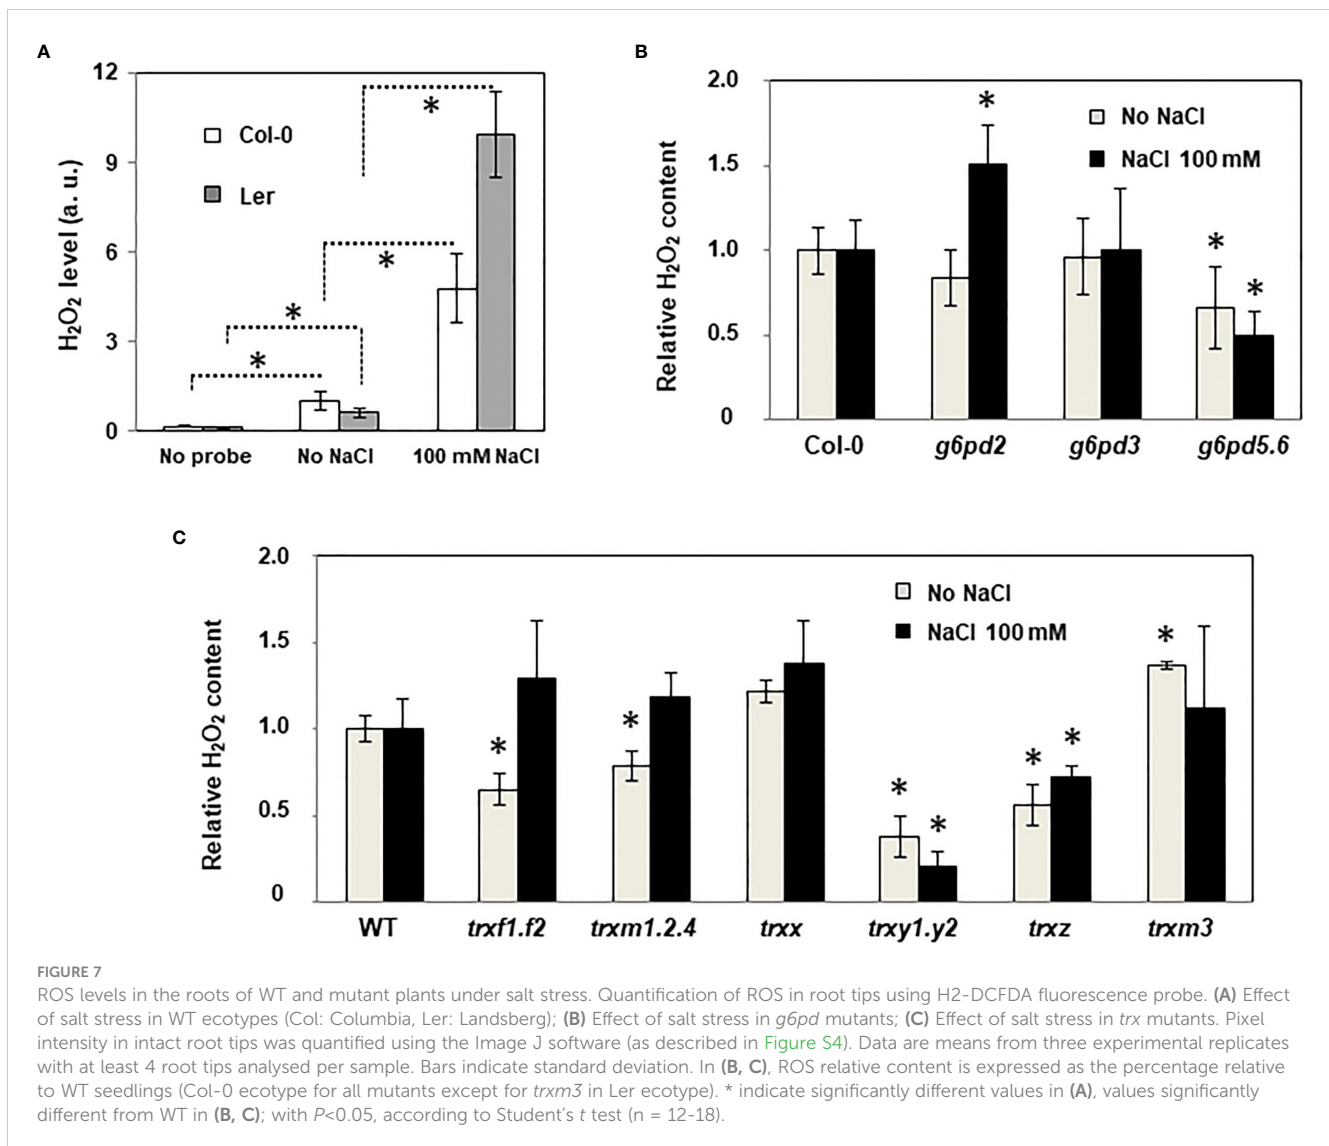 A
12
9
6
3
0
H₂O₂ level (a. u.)
Col-0
Ler
*
*
*
*
No probe No NaCl 100 mM NaCl
B
2.0
1.5
1.0
0.5
0
Relative H₂O₂ content
No NaCl
NaCl 100 mM
*
*
*
Col-0 g6pd2 g6pd3 g6pd5.6
C
2.0
1.5
1.0
0.5
0
Relative H₂O₂ content
No NaCl
NaCl 100 mM
*
*
*
*
*
*
*
WT trxf1.f2 trxm1.2.4 trxx trxy1.y2 trxz trxm3
FIGURE 7
ROS levels in the roots of WT and mutant plants under salt stress. Quantification of ROS in root tips using H2-DCFDA fluorescence probe. (A) Effect
of salt stress in WT ecotypes (Col: Columbia, Ler: Landsberg); (B) Effect of salt stress in g6pd mutants; (C) Effect of salt stress in trx mutants. Pixel
intensity in intact root tips was quantified using the Image J software (as described in Figure S4). Data are means from three experimental replicates
with at least 4 root tips analysed per sample. Bars indicate standard deviation. In (B, C), ROS relative content is expressed as the percentage relative
to WT seedlings (Col-0 ecotype for all mutants except for trxm3 in Ler ecotype). * indicate significantly different values in (A), values significantly
different from WT in (B, C); with P<0.05, according to Student's t test (n = 12-18).